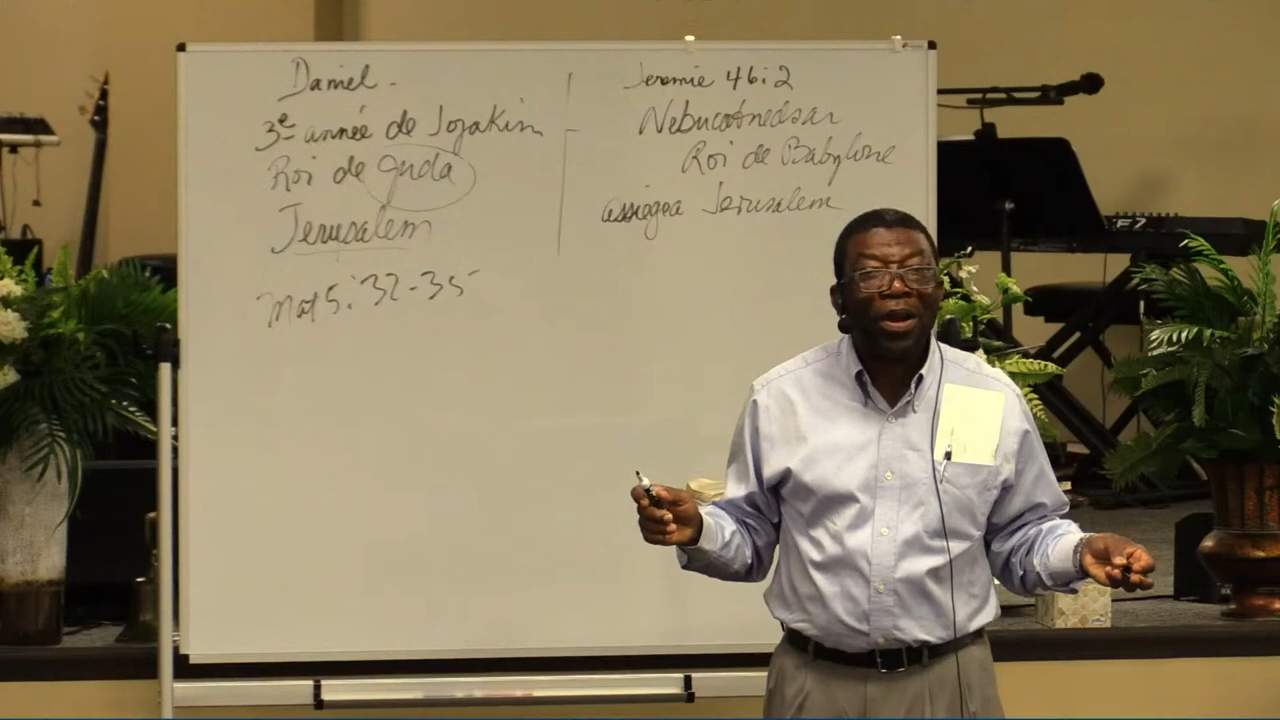 Daniel -
3e année de Jojakim
Roi de Juda
Jerusalem
Mat 5: 32-35
Jeremie 46:2
Nebucadnedsar
Roi de Babylone
assiegea Jerusalem